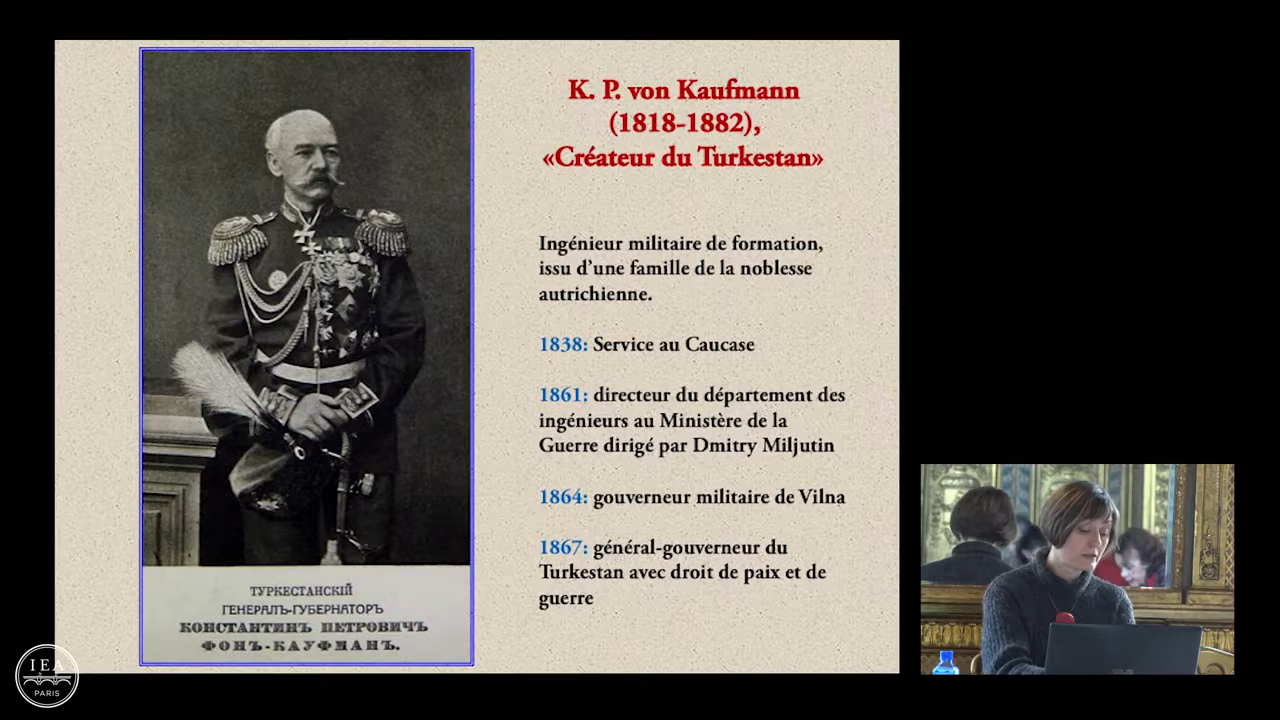 K. P. von Kaufmann
(1818-1882),
«Créateur du Turkestan»
Ingénieur militaire de formation,
issu d'une famille de la noblesse
autrichienne.
1838: Service au Caucase
1861: directeur du département des
ingénieurs au Ministère de la
Guerre dirigé par Dmitry Miljutin
1864: gouverneur militaire de Vilna
1867: général-gouverneur du
Turkestan avec droit de paix et de
guerre
ТУРКЕСТАНСКІЙ
ГЕНЕРАЛЪ-ГУБЕРНАТОРЪ
КОНСТАНТИНЪ ПЕТРОВИЧЪ
ФОНЪ-КАУФМАНЪ.
IEA
PARIS